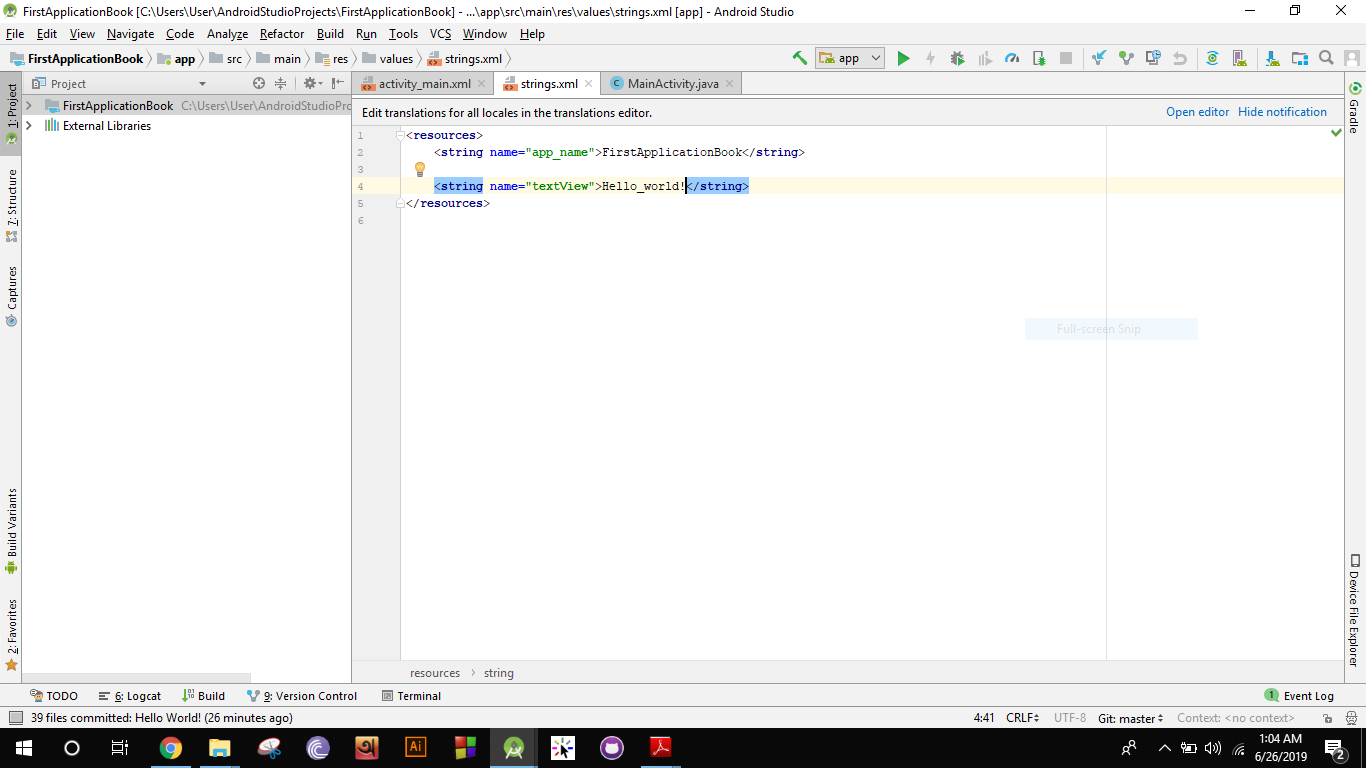 FirstApplicationBook [C:\Users\User\AndroidStudioProjects\FirstApplicationBook] - ...\app\src\main\res\values\strings.xml [app] - Android Studio
File Edit View Navigate Code Analyze Refactor Build Run Tools VCS Window Help
FirstApplicationBook app src main res values strings.xml app
Project activity_main.xml strings.xml MainActivity.java
1: Project
7: Structure
Captures
Build Variants
2: Favorites
FirstApplicationBook C:\Users\User\AndroidStudioPro
External Libraries
Edit translations for all locales in the translations editor. Open editor Hide notification
1 <resources>
2 <string name="app_name">FirstApplicationBook</string>
3
4 <string name="textView">Hello_world!</string>
5 </resources>
6
Full-screen Snip
Gradle
Device File Explorer
resources string
TODO 6: Logcat Build 9: Version Control Terminal 1 Event Log
39 files committed: Hello World! (26 minutes ago) 4:41 CRLF UTF-8 Git: master Context: <no context>
Ai
1:04 AM
6/26/2019
2